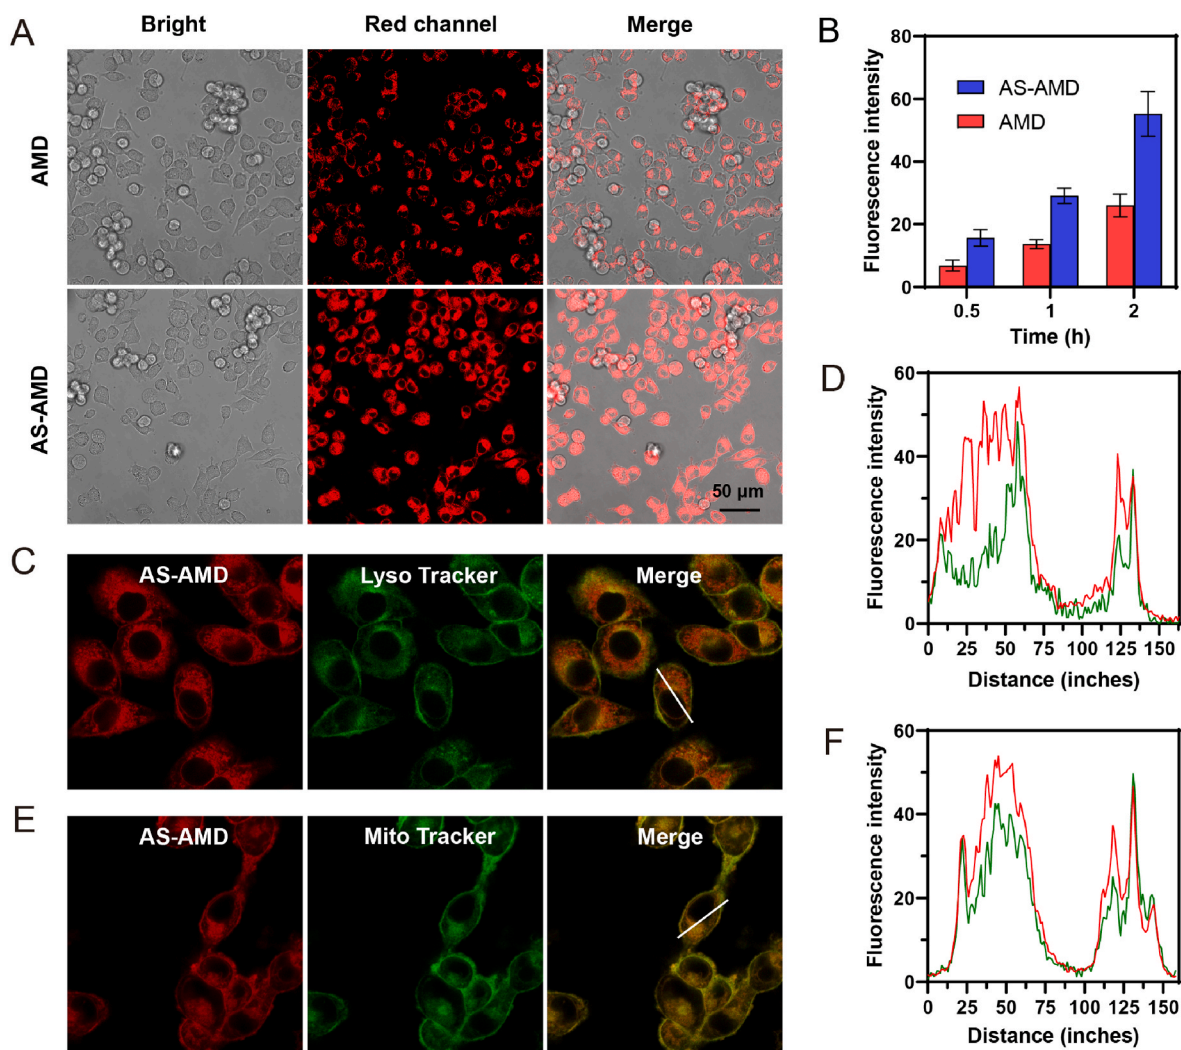 A
Bright
Red channel
Merge
AMD
AS-AMD
50 μm
B
Fluorescence intensity
80
60
40
20
0
AS-AMD
AMD
0.5
1
2
Time (h)
C
AS-AMD
Lyso Tracker
Merge
D
Fluorescence intensity
60
40
20
0
0 25 50 75 100 125 150
Distance (inches)
E
AS-AMD
Mito Tracker
Merge
F
Fluorescence intensity
60
40
20
0
0 25 50 75 100 125 150
Distance (inches)